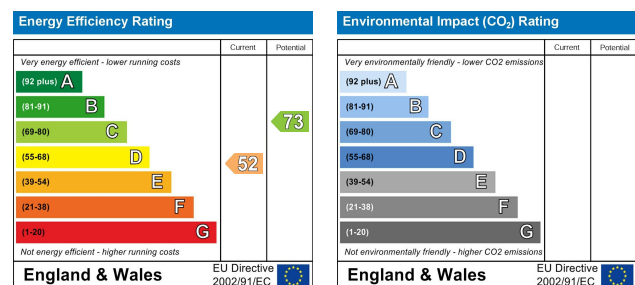 Energy Efficiency Rating
Current Potential
Very energy efficient - lower running costs
(92 plus) A
(81-91) B
(69-80) C
(55-68) D
(39-54) E
(21-38) F
(1-20) G
52
73
Not energy efficient - higher running costs
England & Wales
EU Directive
2002/91/EC
Environmental Impact (CO₂) Rating
Current Potential
Very environmentally friendly - lower CO2 emissions
(92 plus) A
(81-91) B
(69-80) C
(55-68) D
(39-54) E
(21-38) F
(1-20) G
Not environmentally friendly - higher CO2 emissions
England & Wales
EU Directive
2002/91/EC